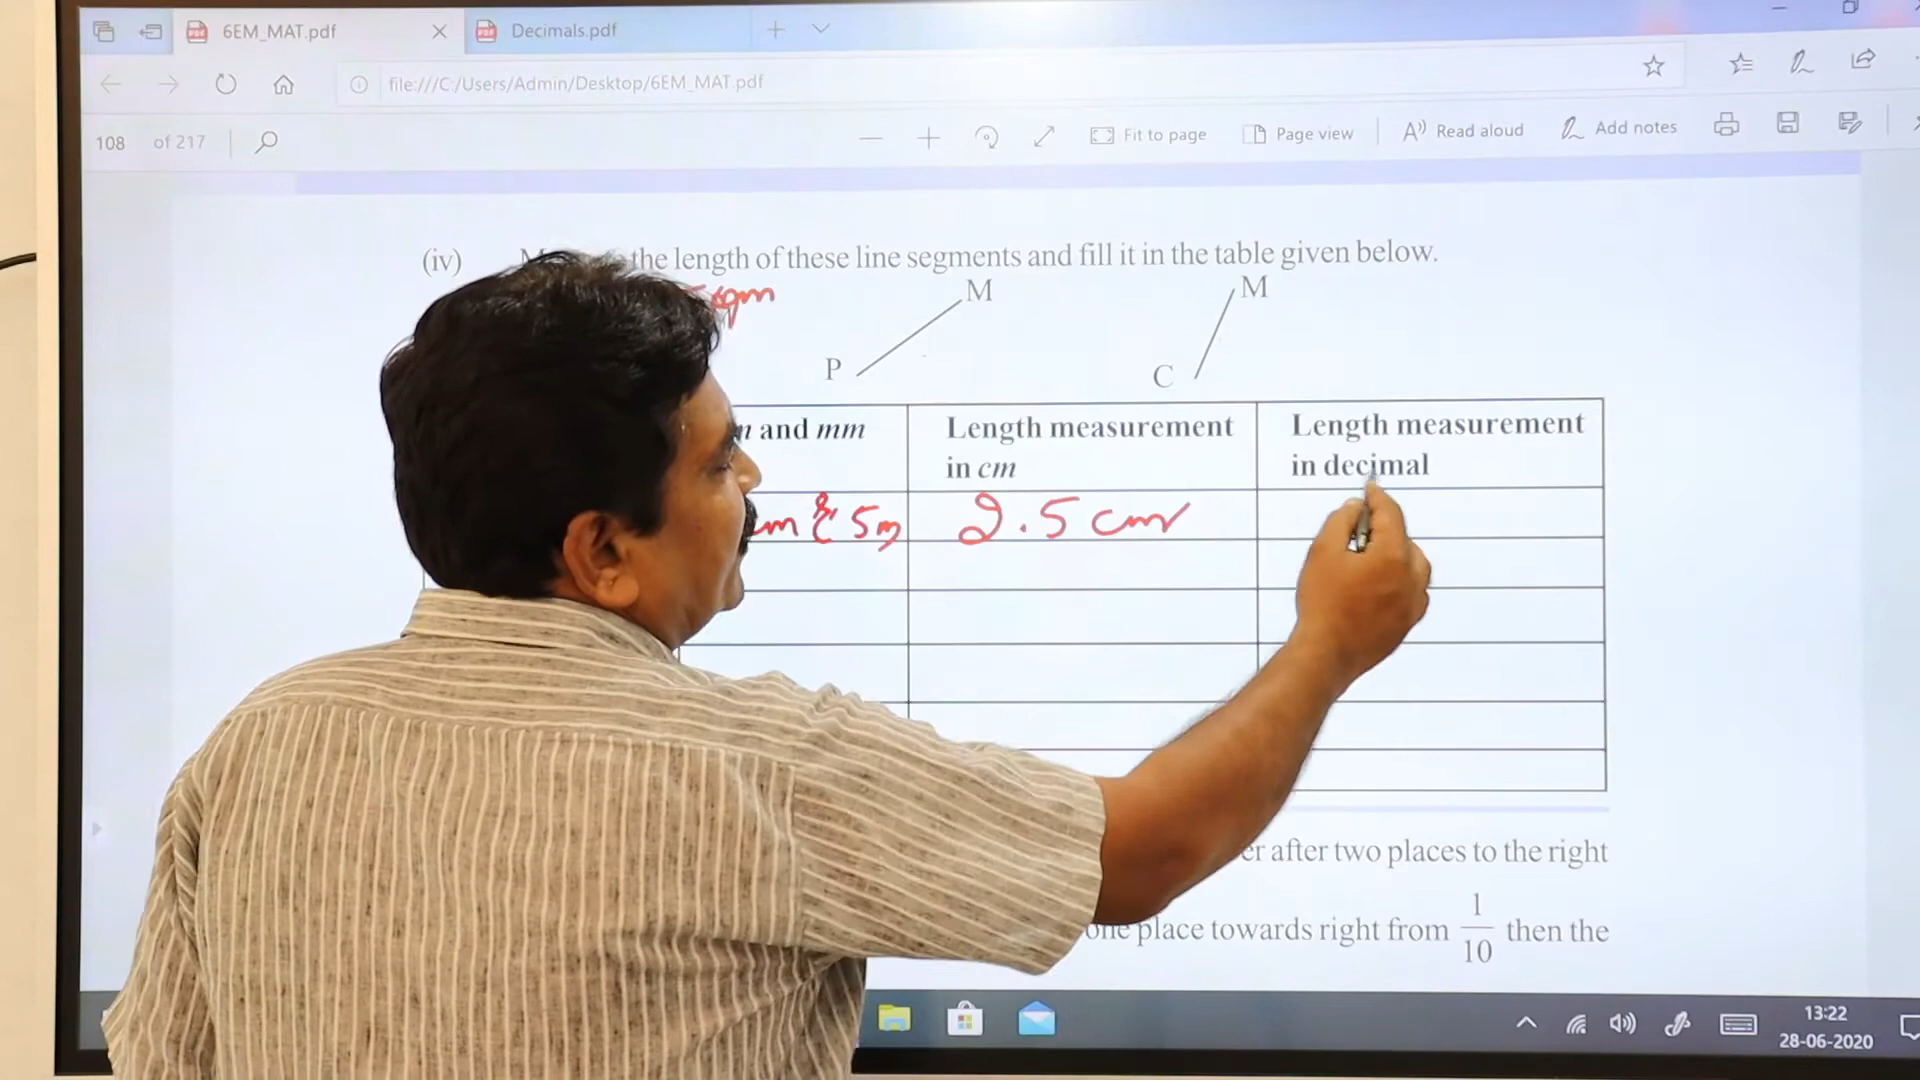 6EM_MAT.pdf
Decimals.pdf
file:///C:/Users/Admin/Desktop/6EM_MAT.pdf
108 of 217
Fit to page
Page view
Read aloud
Add notes
(iv) the length of these line segments and fill it in the table given below.
M
M
P
C
and mm
Length measurement
in cm
Length measurement
in decimal
2.5 cm
after two places to the right
place towards right from 1/10 then the
13:22
28-06-2020